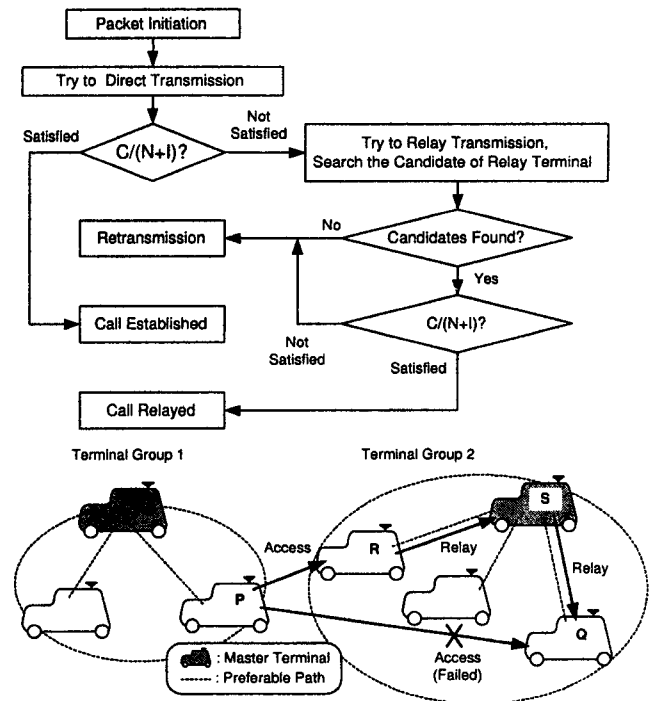 Packet Initiation
Try to Direct Transmission
Satisfied
C/(N+I)?
Not
Satisfied
Try to Relay Transmission,
Search the Candidate of Relay Terminal
No
Retransmission
Candidates Found?
Yes
Call Established
C/(N+I)?
Not
Satisfied
Satisfied
Call Relayed
Terminal Group 1
Terminal Group 2
S
R
Access
Relay
Relay
P
Q
Access
(Failed)
: Master Terminal
: Preferable Path